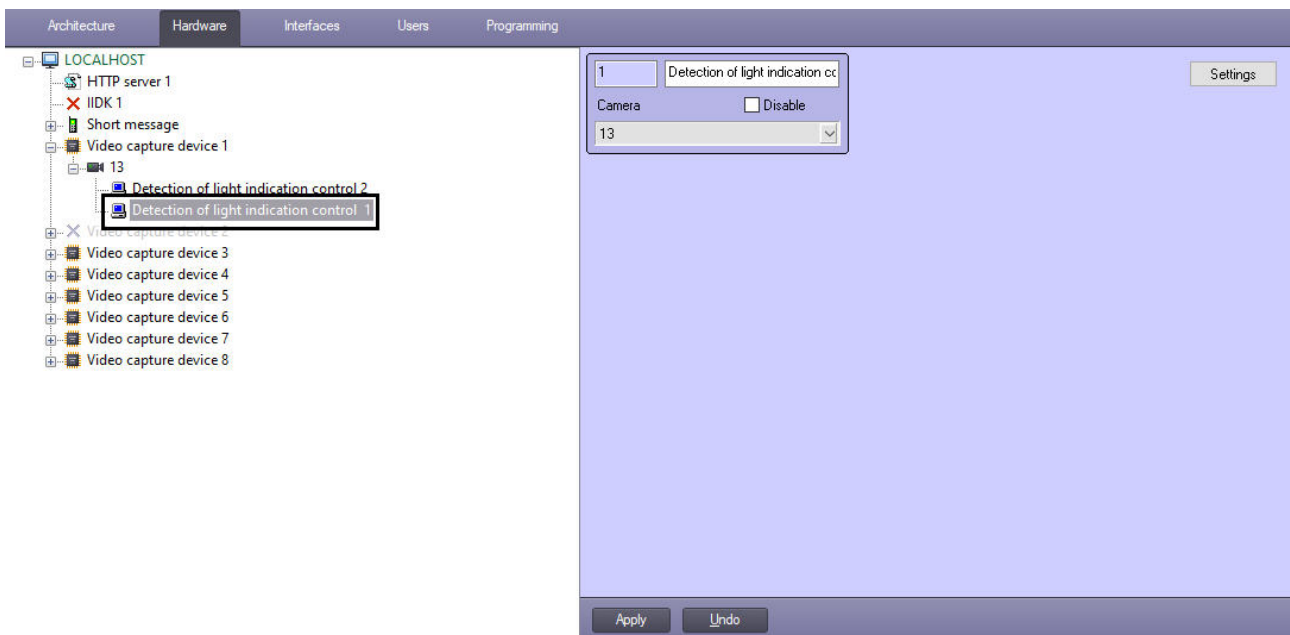 Architecture Hardware Interfaces Users Programming
LOCALHOST
HTTP server 1
IIDK 1
Short message
Video capture device 1
13
Detection of light indication control 2
Detection of light indication control 1
Video capture device 2
Video capture device 3
Video capture device 4
Video capture device 5
Video capture device 6
Video capture device 7
Video capture device 8
1 Detection of light indication cc
Settings
Camera Disable
13
Apply Undo